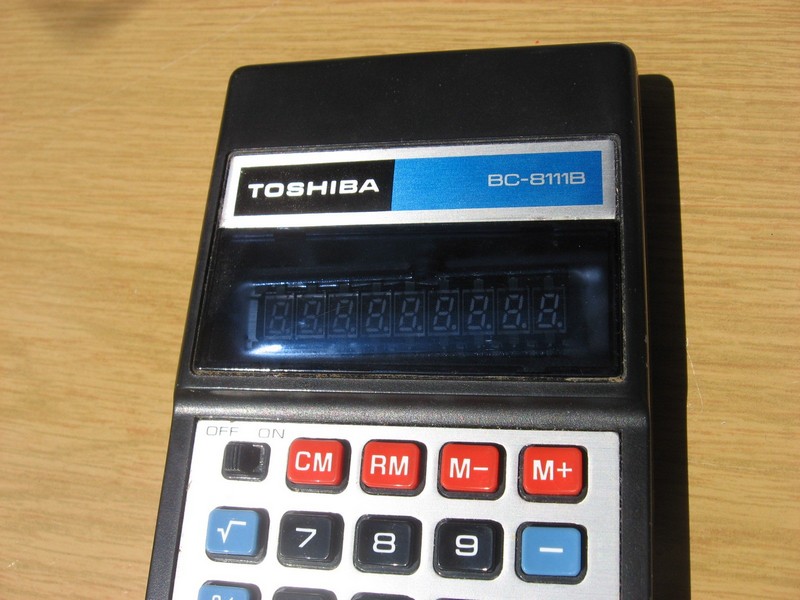 TOSHIBA BC-8111B
OFF ON
CM RM M− M+
√ 7 8 9 −